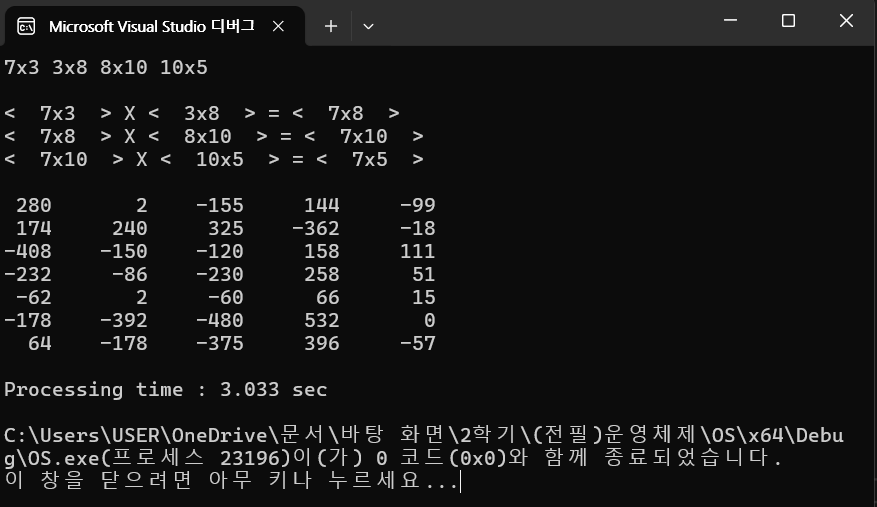 Microsoft Visual Studio 디버그
7x3 3x8 8x10 10x5
<  7x3  > X <  3x8  > = <  7x8  >
<  7x8  > X <  8x10  > = <  7x10  >
<  7x10  > X <  10x5  > = <  7x5  >
280 2 -155 144 -99
174 240 325 -362 -18
-408 -150 -120 158 111
-232 -86 -230 258 51
-62 2 -60 66 15
-178 -392 -480 532 0
64 -178 -375 396 -57
Processing time : 3.033 sec
C:\Users\USER\OneDrive\문서\바탕 화면\2학기\(전필)운영체제\OS\x64\Debu
g\OS.exe(프로세스 23196)이(가) 0 코드(0x0)와 함께 종료되었습니다.
이 창을 닫으려면 아무 키나 누르세요...